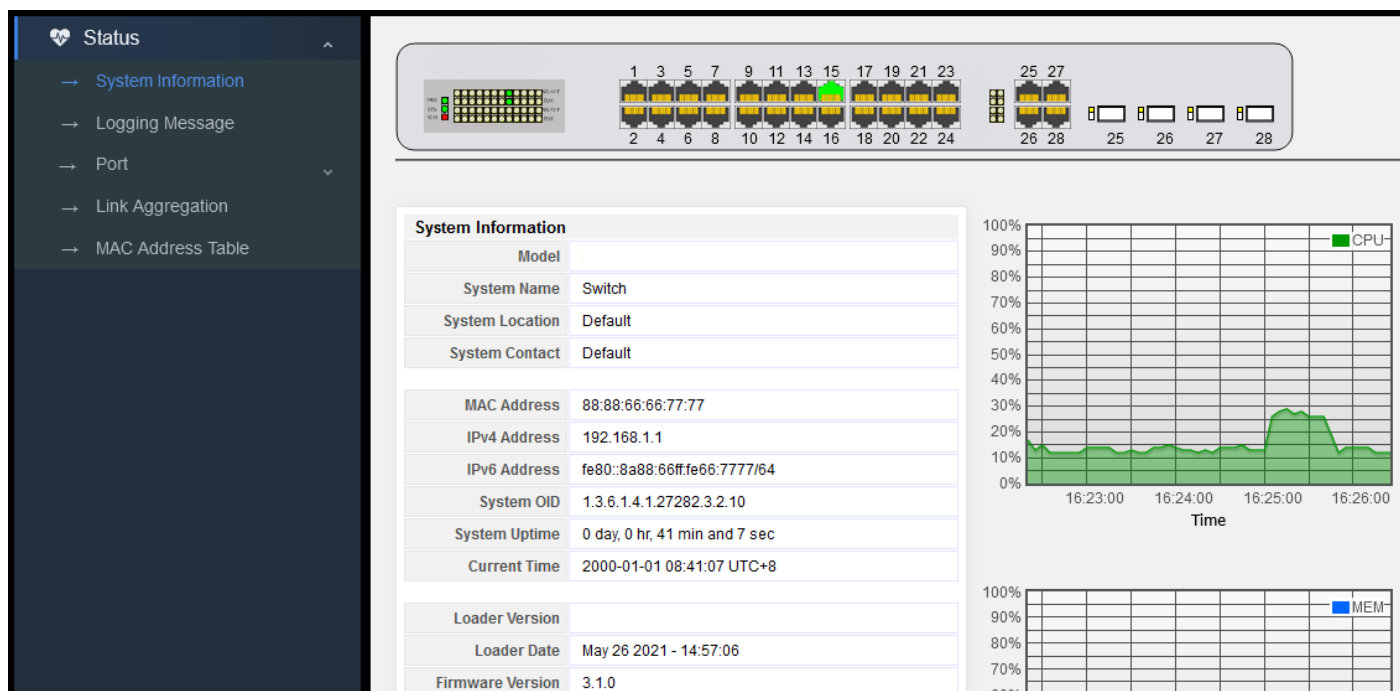 Status
System Information
Logging Message
Port
Link Aggregation
MAC Address Table
1 3 5 7 9 11 13 15 17 19 21 23 25 27
2 4 6 8 10 12 14 16 18 20 22 24 26 28 25 26 27 28
System Information
Model
System Name Switch
System Location Default
System Contact Default
MAC Address 88:88:66:66:77:77
IPv4 Address 192.168.1.1
IPv6 Address fe80::8a88:66ff:fe66:7777/64
System OID 1.3.6.1.4.1.27282.3.2.10
System Uptime 0 day, 0 hr, 41 min and 7 sec
Current Time 2000-01-01 08:41:07 UTC+8
Loader Version
Loader Date May 26 2021 - 14:57:06
Firmware Version 3.1.0
100% CPU
90%
80%
70%
60%
50%
40%
30%
20%
10%
0%
16:23:00 16:24:00 16:25:00 16:26:00
Time
100% MEM
90%
80%
70%